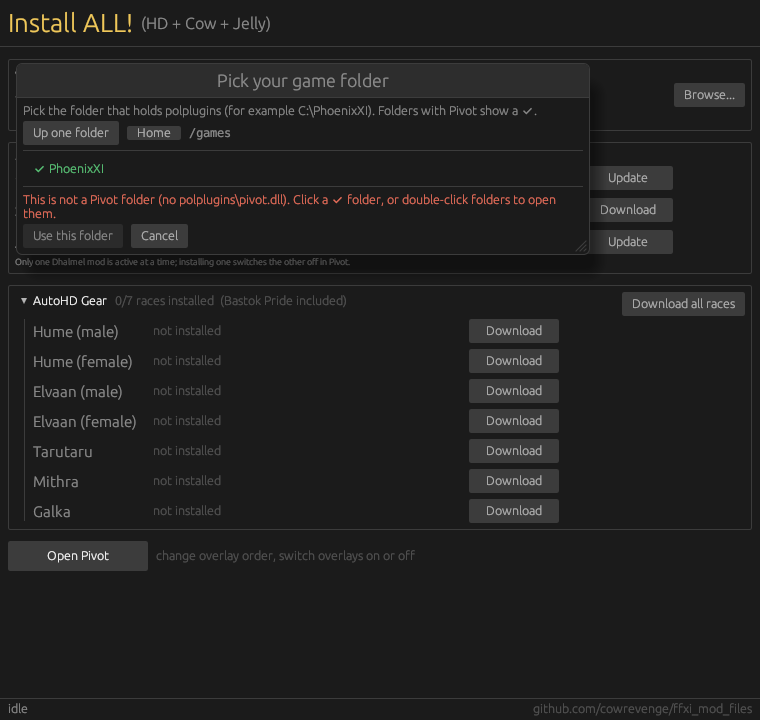 Install ALL! (HD + Cow + Jelly)
Pick your game folder
Pick the folder that holds polplugins (for example C:\PhoenixXI). Folders with Pivot show a ✓.
Browse...
Up one folder Home /games
✓ PhoenixXI
Update
This is not a Pivot folder (no polplugins\pivot.dll). Click a ✓ folder, or double-click folders to open
them.
Download
Use this folder Cancel
Update
Only one Dhalmel mod is active at a time; installing one switches the other off in Pivot.
▼ AutoHD Gear 0/7 races installed (Bastok Pride included) Download all races
Hume (male) not installed Download
Hume (female) not installed Download
Elvaan (male) not installed Download
Elvaan (female) not installed Download
Tarutaru not installed Download
Mithra not installed Download
Galka not installed Download
Open Pivot change overlay order, switch overlays on or off
idle github.com/cowrevenge/ffxi_mod_files